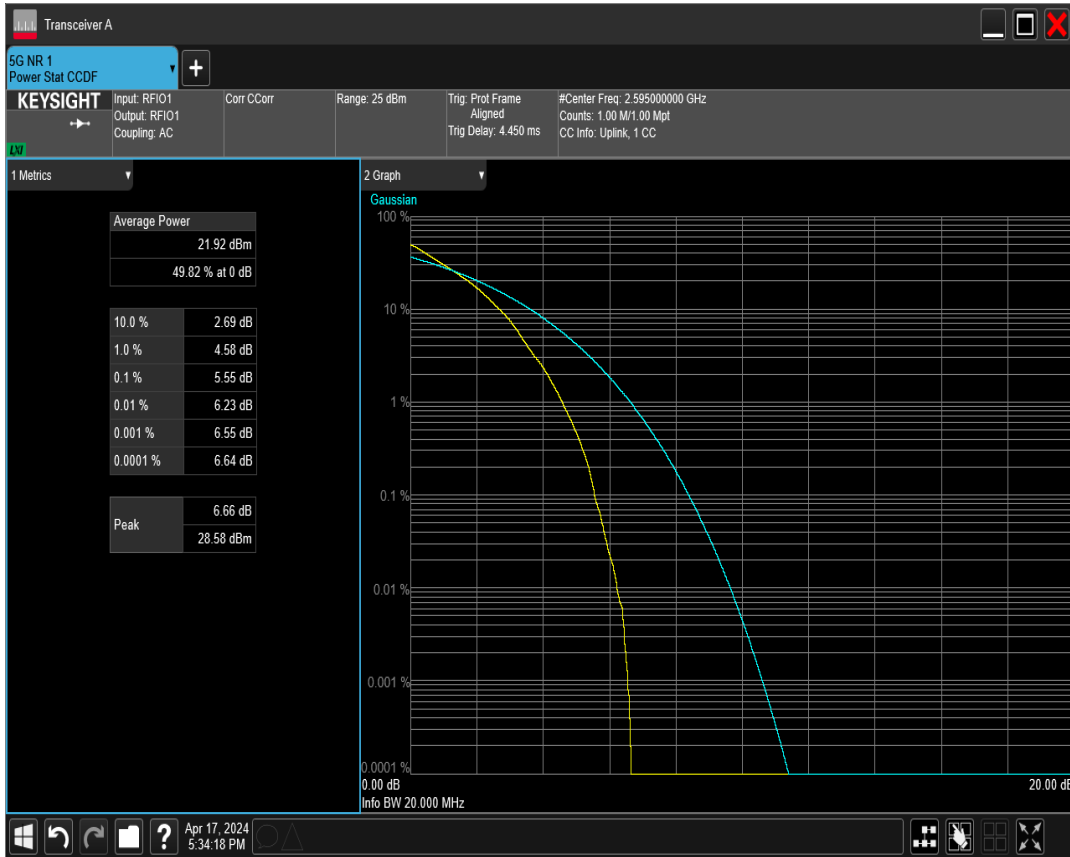 Transceiver A
5G NR 1
Power Stat CCDF
KEYSIGHT
LXI
Input: RFIO1
Output: RFIO1
Coupling: AC
Corr CCorr
Range: 25 dBm
Trig: Prot Frame
Aligned
Trig Delay: 4.450 ms
#Center Freq: 2.595000000 GHz
Counts: 1.00 M/1.00 Mpt
CC Info: Uplink, 1 CC
1 Metrics
Average Power
21.92 dBm
49.82 % at 0 dB
10.0 % 2.69 dB
1.0 % 4.58 dB
0.1 % 5.55 dB
0.01 % 6.23 dB
0.001 % 6.55 dB
0.0001 % 6.64 dB
Peak
6.66 dB
28.58 dBm
2 Graph
Gaussian
100 %
10 %
1 %
0.1 %
0.01 %
0.001 %
0.0001 %
0.00 dB
20.00 dB
Info BW 20.000 MHz
?
Apr 17, 2024
5:34:18 PM